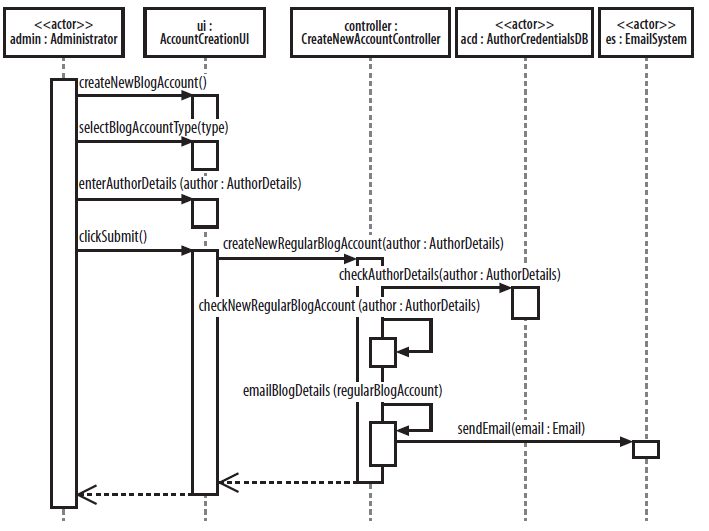 <<actor>>
admin : Administrator
ui :
AccountCreationUI
controller :
CreateNewAccountController
<<actor>>
acd : AuthorCredentialsDB
<<actor>>
es : EmailSystem
createNewBlogAccount()
selectBlogAccountType(type)
enterAuthorDetails (author : AuthorDetails)
clickSubmit()
createNewRegularBlogAccount(author : AuthorDetails)
checkAuthorDetails(author : AuthorDetails)
checkNewRegularBlogAccount (author : AuthorDetails)
emailBlogDetails (regularBlogAccount)
sendEmail(email : Email)